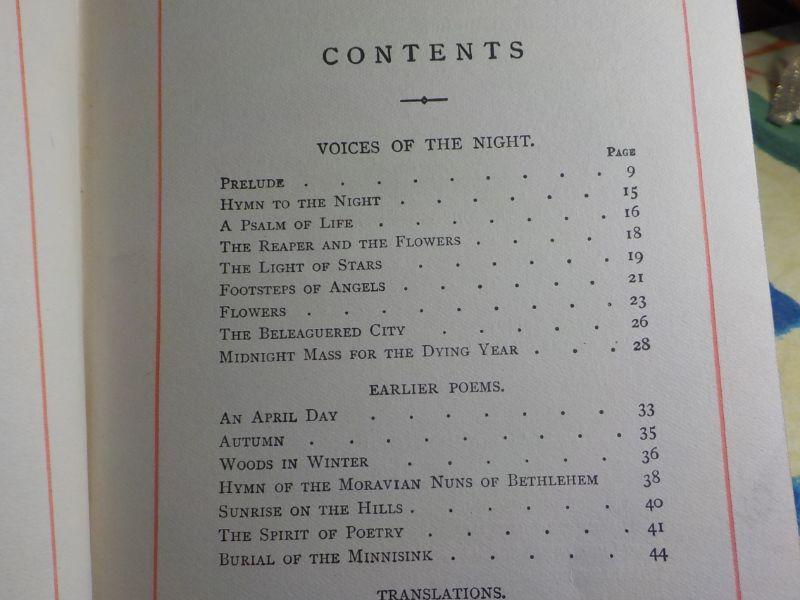 CONTENTS
VOICES OF THE NIGHT.
PAGE
PRELUDE . . . . . . . . . 9
HYMN TO THE NIGHT . . . . . . 15
A PSALM OF LIFE . . . . . . . 16
THE REAPER AND THE FLOWERS . . . . 18
THE LIGHT OF STARS . . . . . 19
FOOTSTEPS OF ANGELS . . . . . . 21
FLOWERS . . . . . . . . . 23
THE BELEAGUERED CITY . . . . . 26
MIDNIGHT MASS FOR THE DYING YEAR . . . 28
EARLIER POEMS.
AN APRIL DAY . . . . . . . 33
AUTUMN . . . . . . . . . 35
WOODS IN WINTER . . . . . . 36
HYMN OF THE MORAVIAN NUNS OF BETHLEHEM 38
SUNRISE ON THE HILLS . . . . . . 40
THE SPIRIT OF POETRY . . . . . . 41
BURIAL OF THE MINNISINK . . . . . 44
TRANSLATIONS.